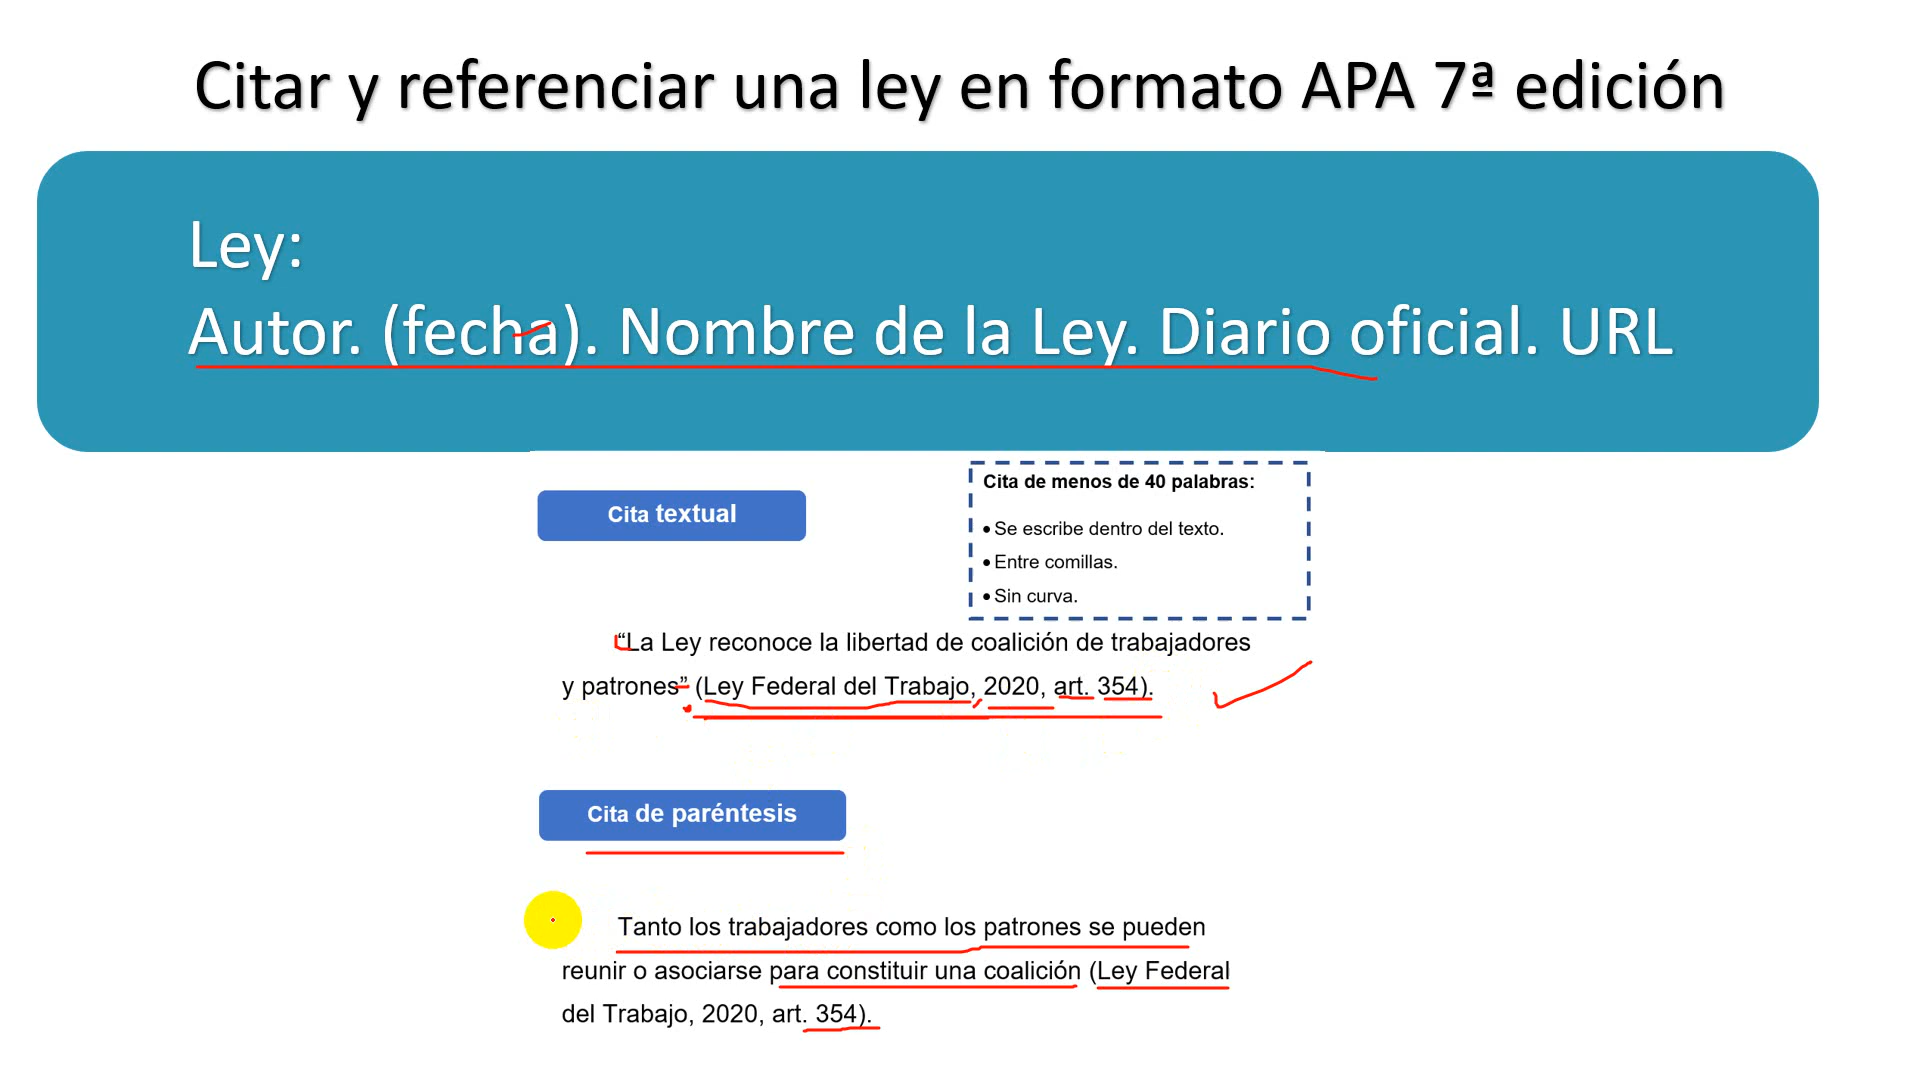 Citar y referenciar una ley en formato APA 7ª edición
Ley:
Autor. (fecha). Nombre de la Ley. Diario oficial. URL
Cita textual
Cita de menos de 40 palabras:
• Se escribe dentro del texto.
• Entre comillas.
• Sin curva.
“La Ley reconoce la libertad de coalición de trabajadores
y patrones” (Ley Federal del Trabajo, 2020, art. 354).
Cita de paréntesis
Tanto los trabajadores como los patrones se pueden
reunir o asociarse para constituir una coalición (Ley Federal
del Trabajo, 2020, art. 354).